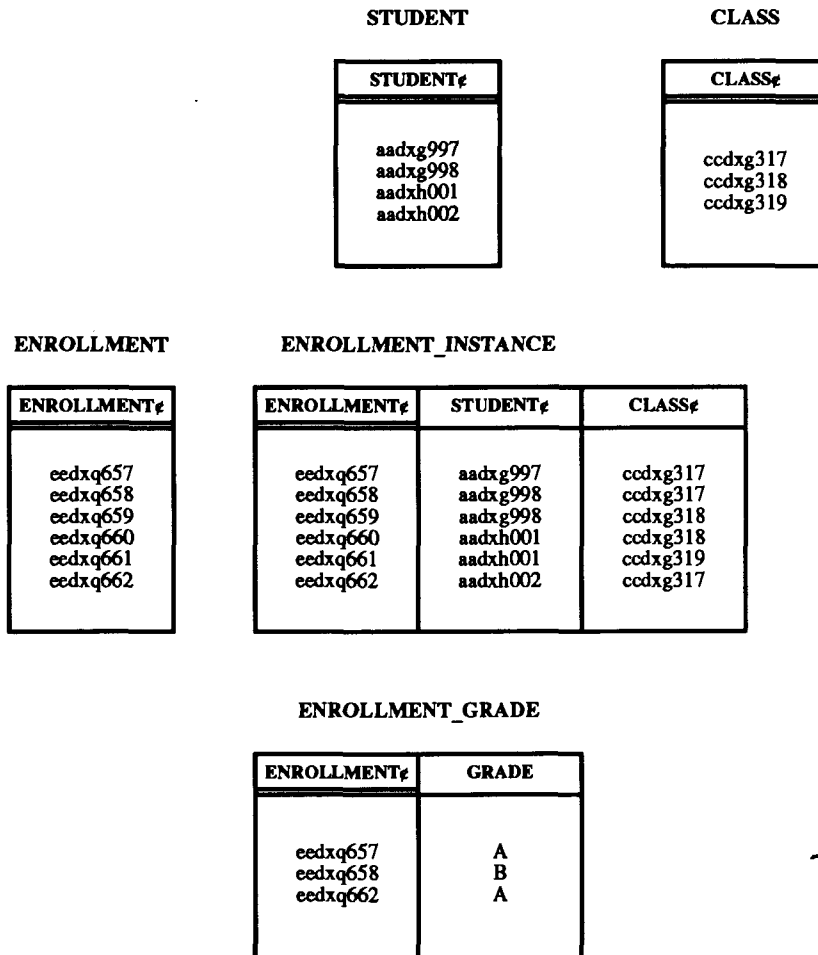 STUDENT CLASS
STUDENT¢ CLASS¢
aadxg997 ccdxg317
aadxg998 ccdxg318
aadxh001 ccdxg319
aadxh002
ENROLLMENT ENROLLMENT_INSTANCE
ENROLLMENT¢ ENROLLMENT¢ STUDENT¢ CLASS¢
eedxq657 eedxq657 aadxg997 ccdxg317
eedxq658 eedxq658 aadxg998 ccdxg317
eedxq659 eedxq659 aadxg998 ccdxg318
eedxq660 eedxq660 aadxh001 ccdxg318
eedxq661 eedxq661 aadxh001 ccdxg319
eedxq662 eedxq662 aadxh002 ccdxg317
ENROLLMENT_GRADE
ENROLLMENT¢ GRADE
eedxq657 A
eedxq658 B
eedxq662 A